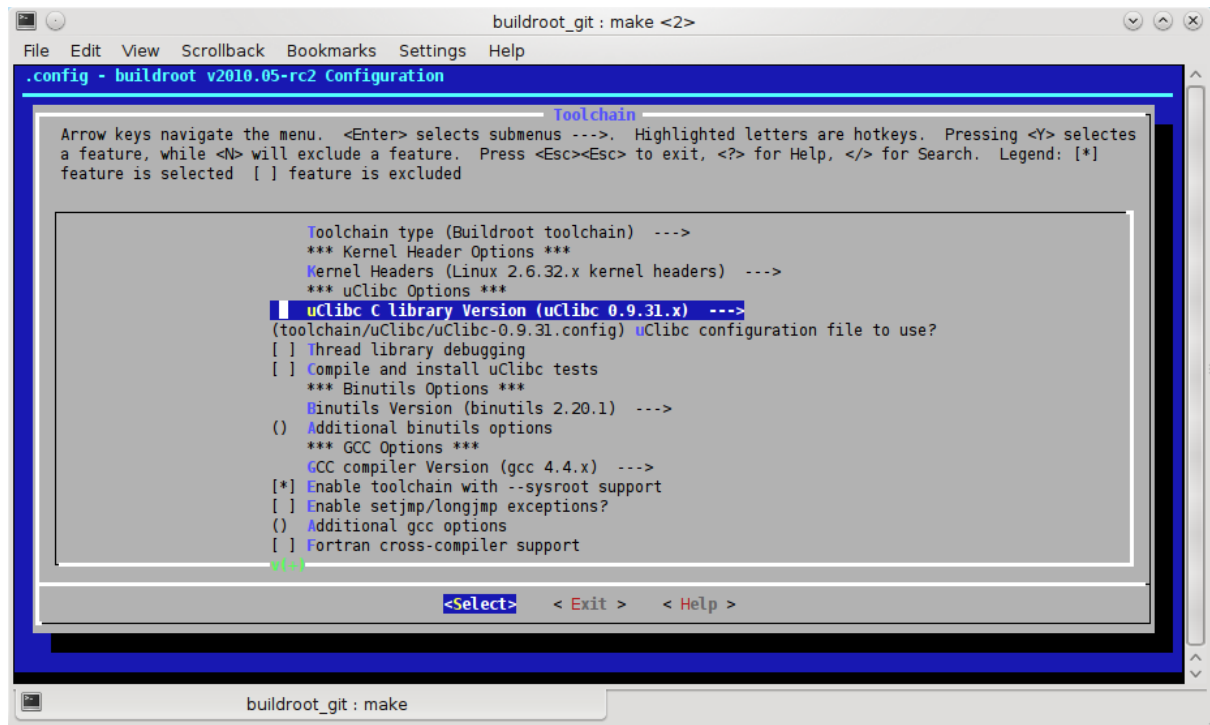 buildroot_git : make <2>
File Edit View Scrollback Bookmarks Settings Help
.config - buildroot v2010.05-rc2 Configuration
Toolchain
Arrow keys navigate the menu. <Enter> selects submenus --->. Highlighted letters are hotkeys. Pressing <Y> selectes
a feature, while <N> will exclude a feature. Press <Esc><Esc> to exit, <?> for Help, </> for Search. Legend: [*]
feature is selected [ ] feature is excluded
Toolchain type (Buildroot toolchain) --->
*** Kernel Header Options ***
Kernel Headers (Linux 2.6.32.x kernel headers) --->
*** uClibc Options ***
uClibc C library Version (uClibc 0.9.31.x) --->
(toolchain/uClibc/uClibc-0.9.31.config) uClibc configuration file to use?
[ ] Thread library debugging
[ ] Compile and install uClibc tests
*** Binutils Options ***
Binutils Version (binutils 2.20.1) --->
() Additional binutils options
*** GCC Options ***
GCC compiler Version (gcc 4.4.x) --->
[*] Enable toolchain with --sysroot support
[ ] Enable setjmp/longjmp exceptions?
() Additional gcc options
[ ] Fortran cross-compiler support
v(+)
<Select> < Exit > < Help >
buildroot_git : make